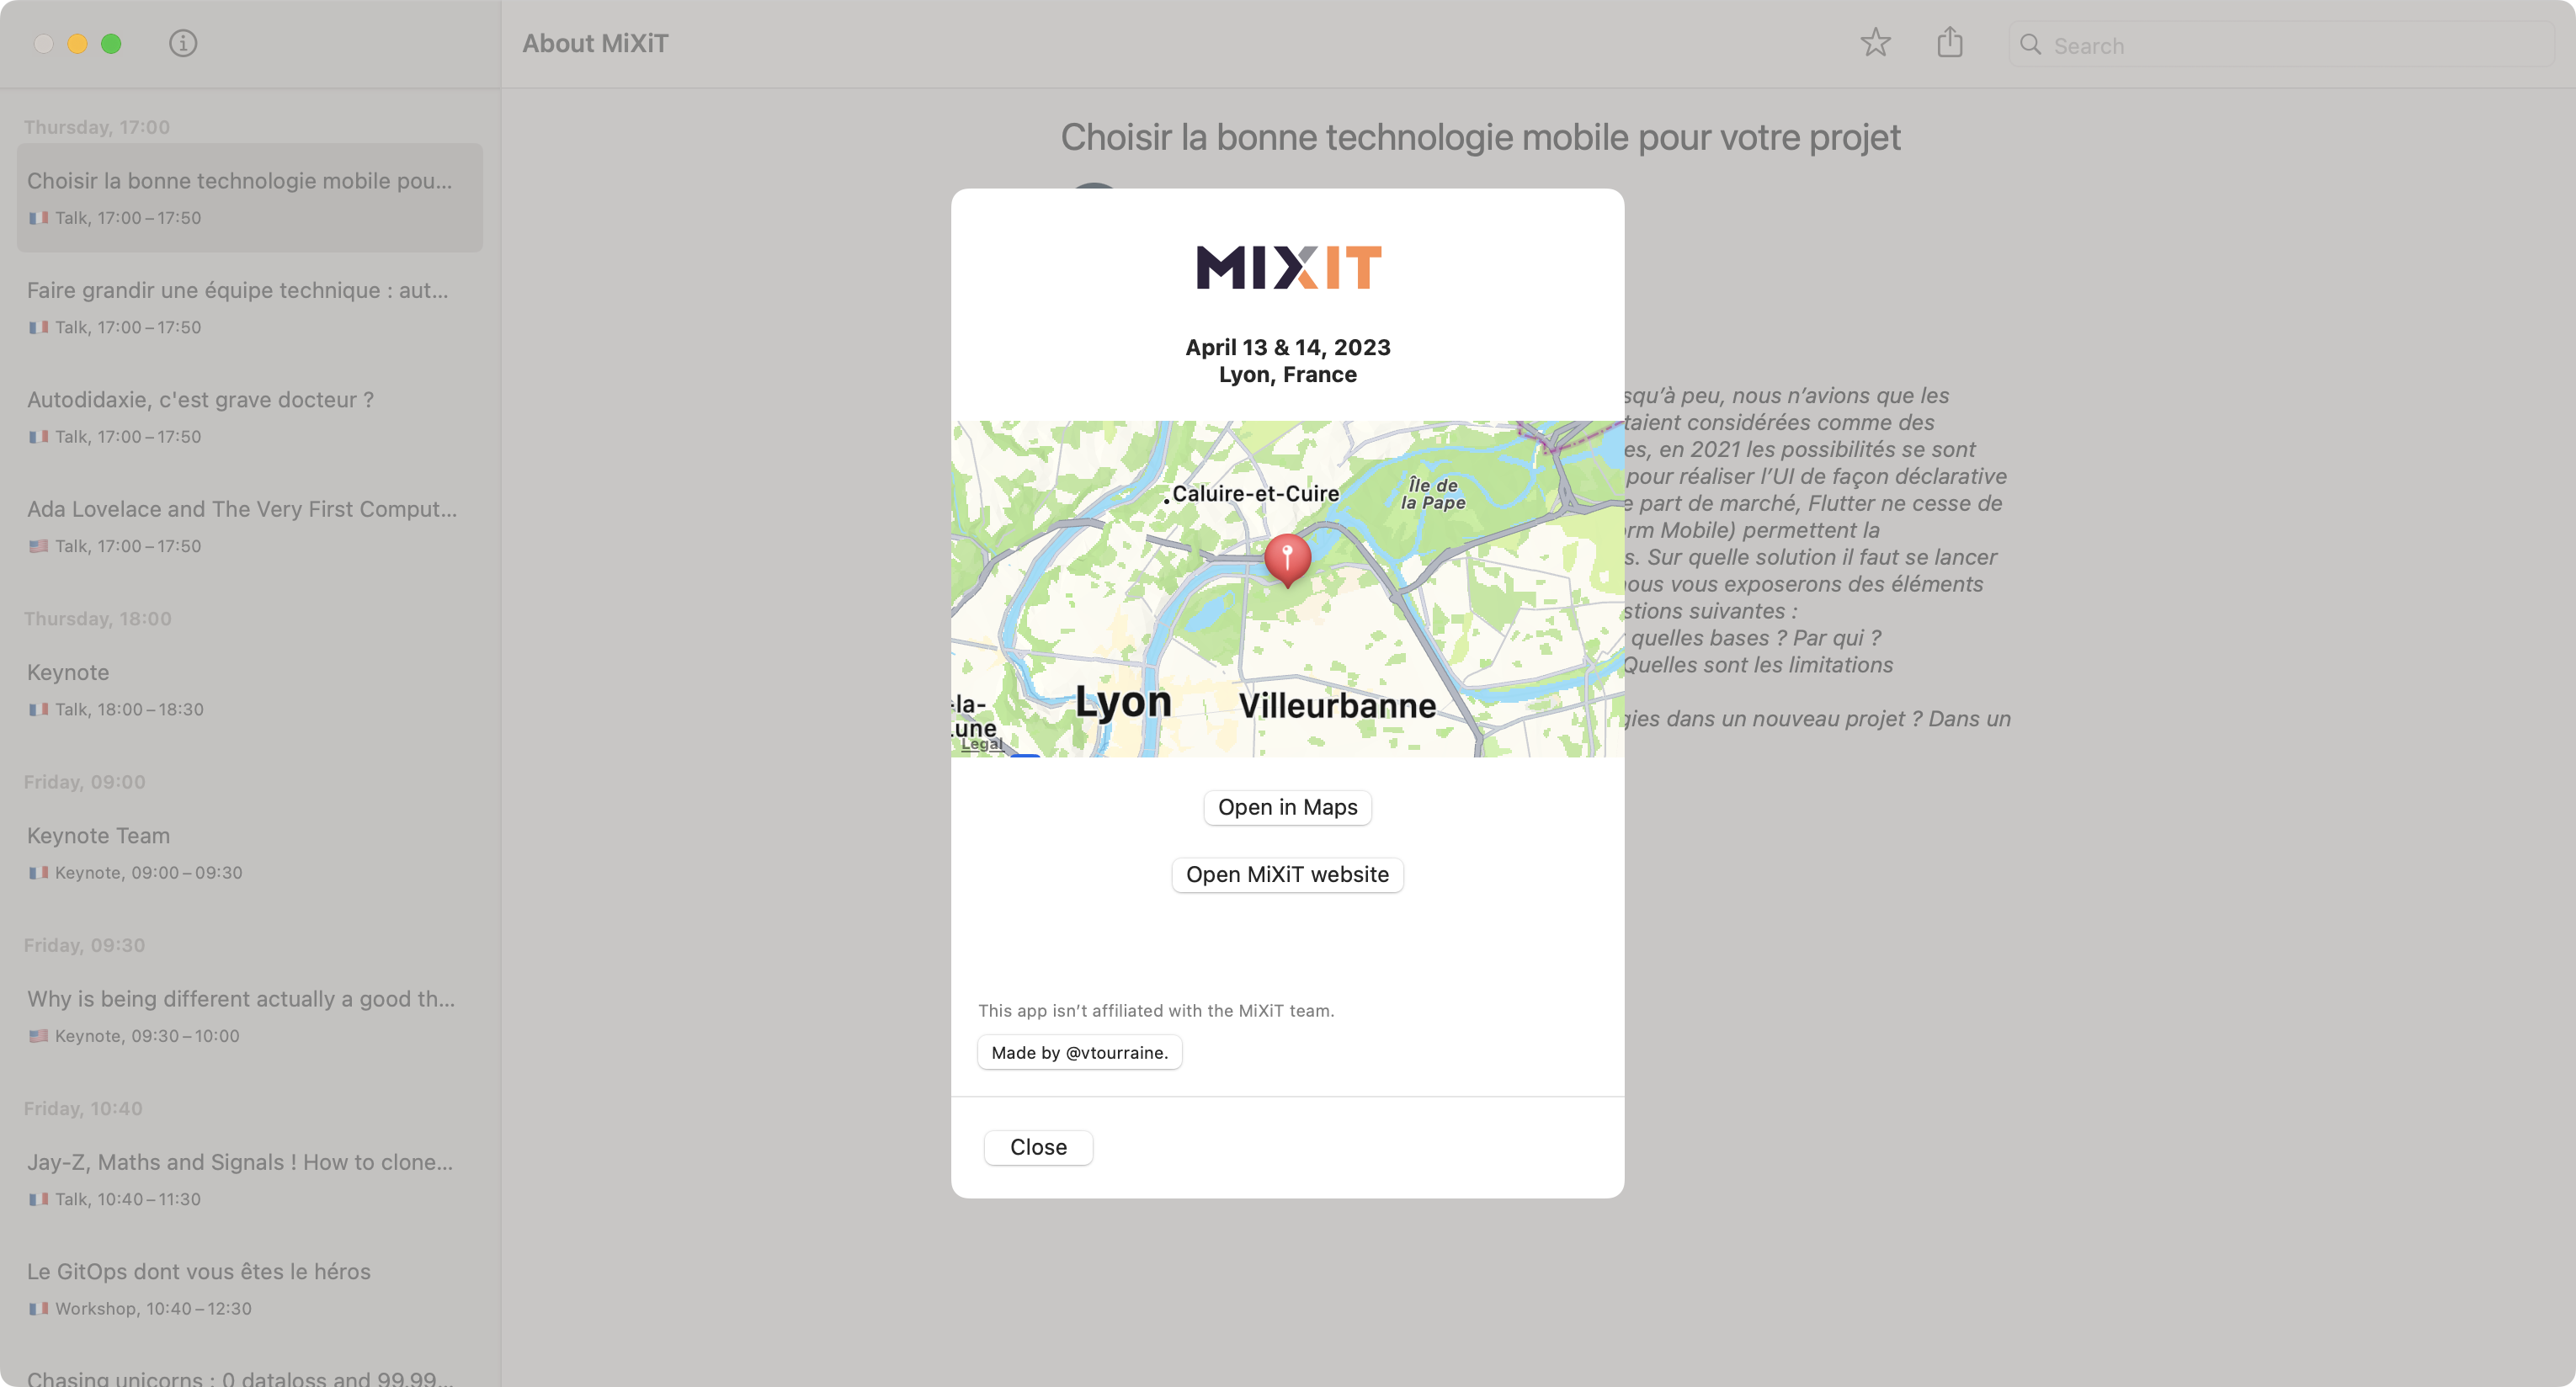 About MiXiT
Search
Thursday, 17:00
Choisir la bonne technologie mobile pou...
Talk, 17:00 – 17:50
Faire grandir une équipe technique : aut...
Talk, 17:00 – 17:50
Autodidaxie, c'est grave docteur ?
Talk, 17:00 – 17:50
Ada Lovelace and The Very First Comput...
Talk, 17:00 – 17:50
Thursday, 18:00
Keynote
Talk, 18:00 – 18:30
Friday, 09:00
Keynote Team
Keynote, 09:00 – 09:30
Friday, 09:30
Why is being different actually a good th...
Keynote, 09:30 – 10:00
Friday, 10:40
Jay-Z, Maths and Signals ! How to clone...
Talk, 10:40 – 11:30
Le GitOps dont vous êtes le héros
Workshop, 10:40 – 12:30
Chasing unicorns : 0 dataloss and 99.99...
Choisir la bonne technologie mobile pour votre projet
squ’à peu, nous n’avions que les
taient considérées comme des
es, en 2021 les possibilités se sont
pour réaliser l’UI de façon déclarative
e part de marché, Flutter ne cesse de
orm Mobile) permettent la
s. Sur quelle solution il faut se lancer
nous vous exposerons des éléments
stions suivantes :
quelles bases ? Par qui ?
Quelles sont les limitations
gies dans un nouveau projet ? Dans un
MIXIT
April 13 & 14, 2023
Lyon, France
Caluire-et-Cuire
Île de
la Pape
Lyon
Villeurbanne
-la-
Lune
Legal
Open in Maps
Open MiXiT website
This app isn’t affiliated with the MiXiT team.
Made by @vtourraine.
Close